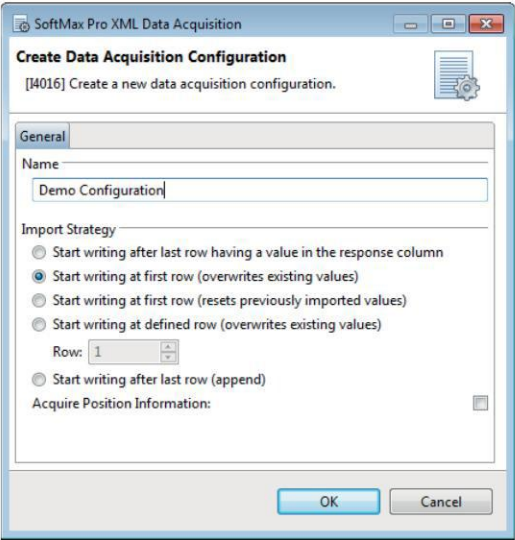 SoftMax Pro XML Data Acquisition
Create Data Acquisition Configuration
[I4016] Create a new data acquisition configuration.
General
Name
Demo Configuration
Import Strategy
Start writing after last row having a value in the response column
Start writing at first row (overwrites existing values)
Start writing at first row (resets previously imported values)
Start writing at defined row (overwrites existing values)
Row: 1
Start writing after last row (append)
Acquire Position Information:
OK Cancel